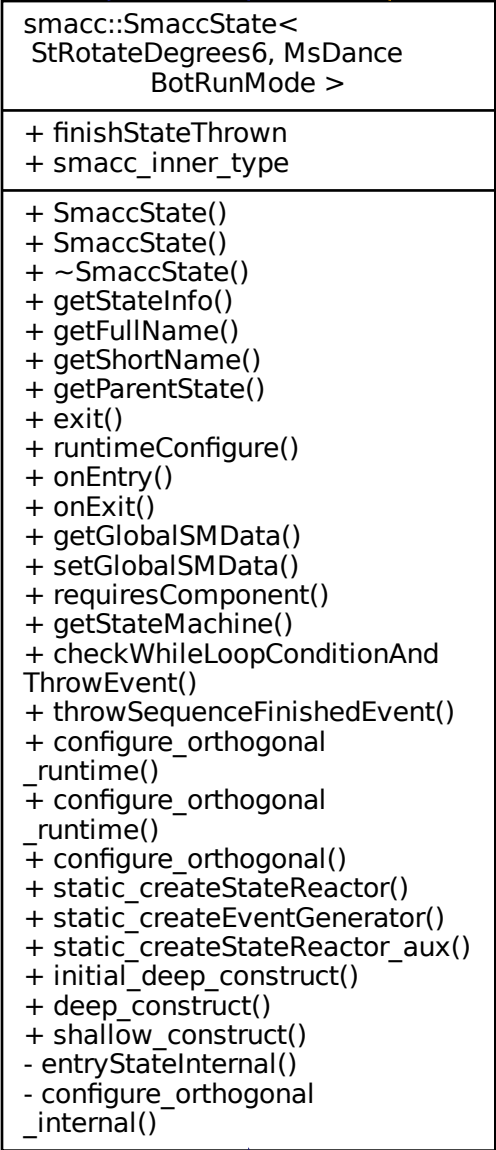 smacc::SmaccState<
StRotateDegrees6, MsDance
BotRunMode >
+ finishStateThrown
+ smacc_inner_type
+ SmaccState()
+ SmaccState()
+ ~SmaccState()
+ getStateInfo()
+ getFullName()
+ getShortName()
+ getParentState()
+ exit()
+ runtimeConfigure()
+ onEntry()
+ onExit()
+ getGlobalSMData()
+ setGlobalSMData()
+ requiresComponent()
+ getStateMachine()
+ checkWhileLoopConditionAnd
ThrowEvent()
+ throwSequenceFinishedEvent()
+ configure_orthogonal
_runtime()
+ configure_orthogonal
_runtime()
+ configure_orthogonal()
+ static_createStateReactor()
+ static_createEventGenerator()
+ static_createStateReactor_aux()
+ initial_deep_construct()
+ deep_construct()
+ shallow_construct()
- entryStateInternal()
- configure_orthogonal
_internal()